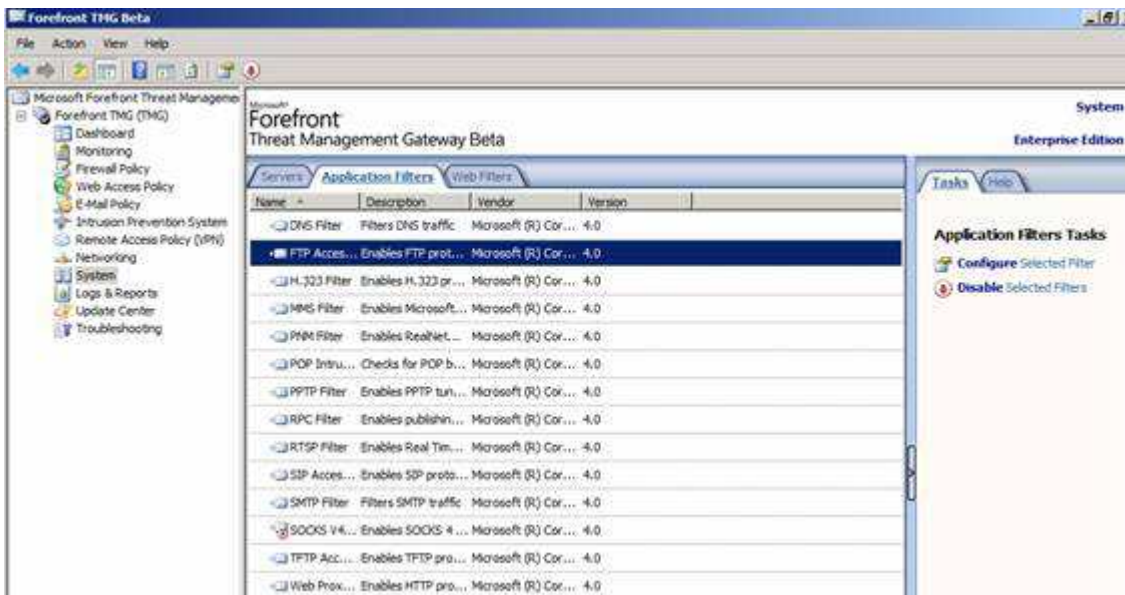 Forefront TMG Beta
File Action View Help
Microsoft Forefront Threat Manageme
Forefront TMG (TMG)
Dashboard
Monitoring
Firewall Policy
Web Access Policy
E-Mail Policy
Intrusion Prevention System
Remote Access Policy (VPN)
Networking
System
Logs & Reports
Update Center
Troubleshooting
Microsoft
Forefront
Threat Management Gateway Beta
System
Enterprise Edition
Servers Application Filters Web Filters
Name Description Vendor Version
DNS Filter Filters DNS traffic Microsoft (R) Cor... 4.0
FTP Acces... Enables FTP prot... Microsoft (R) Cor... 4.0
H.323 Filter Enables H.323 pr... Microsoft (R) Cor... 4.0
MMS Filter Enables Microsoft... Microsoft (R) Cor... 4.0
PNM Filter Enables RealNet... Microsoft (R) Cor... 4.0
POP Intru... Checks for POP b... Microsoft (R) Cor... 4.0
PPTP Filter Enables PPTP tun... Microsoft (R) Cor... 4.0
RPC Filter Enables publishin... Microsoft (R) Cor... 4.0
RTSP Filter Enables Real Tim... Microsoft (R) Cor... 4.0
SIP Acces... Enables SIP proto... Microsoft (R) Cor... 4.0
SMTP Filter Filters SMTP traffic Microsoft (R) Cor... 4.0
SOCKS V4... Enables SOCKS 4 ... Microsoft (R) Cor... 4.0
TFTP Acc... Enables TFTP pro... Microsoft (R) Cor... 4.0
Web Prox... Enables HTTP pro... Microsoft (R) Cor... 4.0
Tasks Help
Application Filters Tasks
Configure Selected Filter
Disable Selected Filters